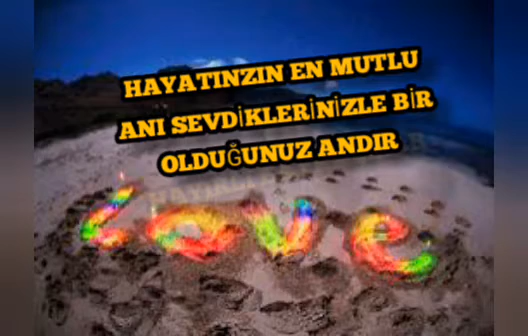 HAYATINZIN EN MUTLU
ANI SEVDİKLERİNİZLE BİR
OLDUĞUNUZ ANDIR
Love